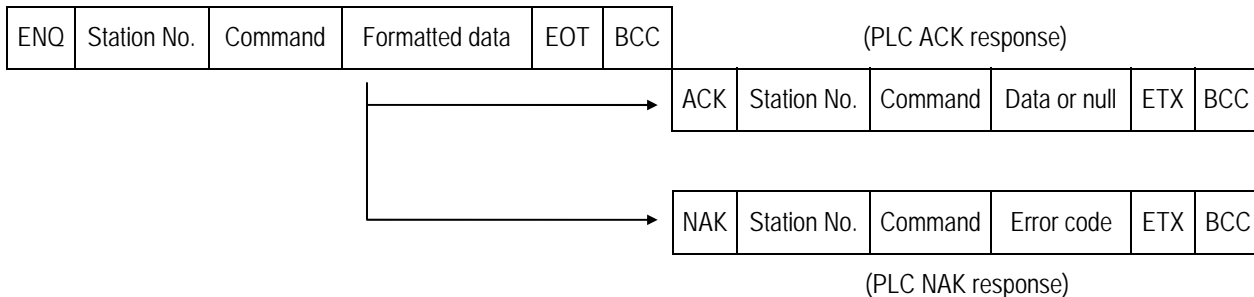 ENQ Station No. Command Formatted data EOT BCC (PLC ACK response)
ACK Station No. Command Data or null ETX BCC
NAK Station No. Command Error code ETX BCC
(PLC NAK response)